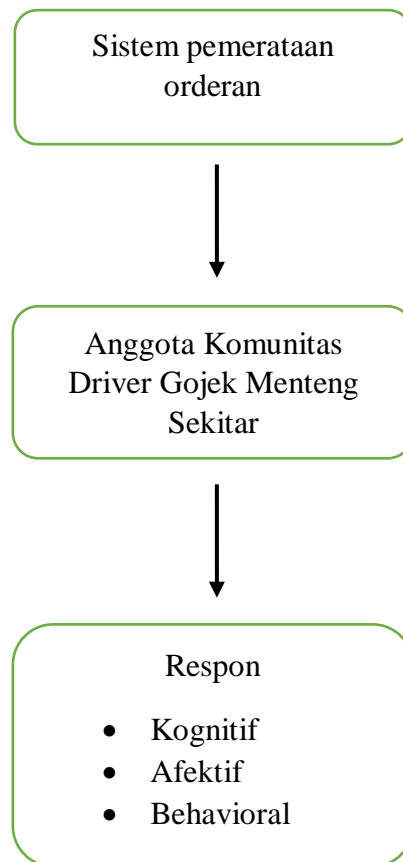 Sistem pemerataan
orderan
Anggota Komunitas
Driver Gojek Menteng
Sekitar
Respon
• Kognitif
• Afektif
• Behavioral